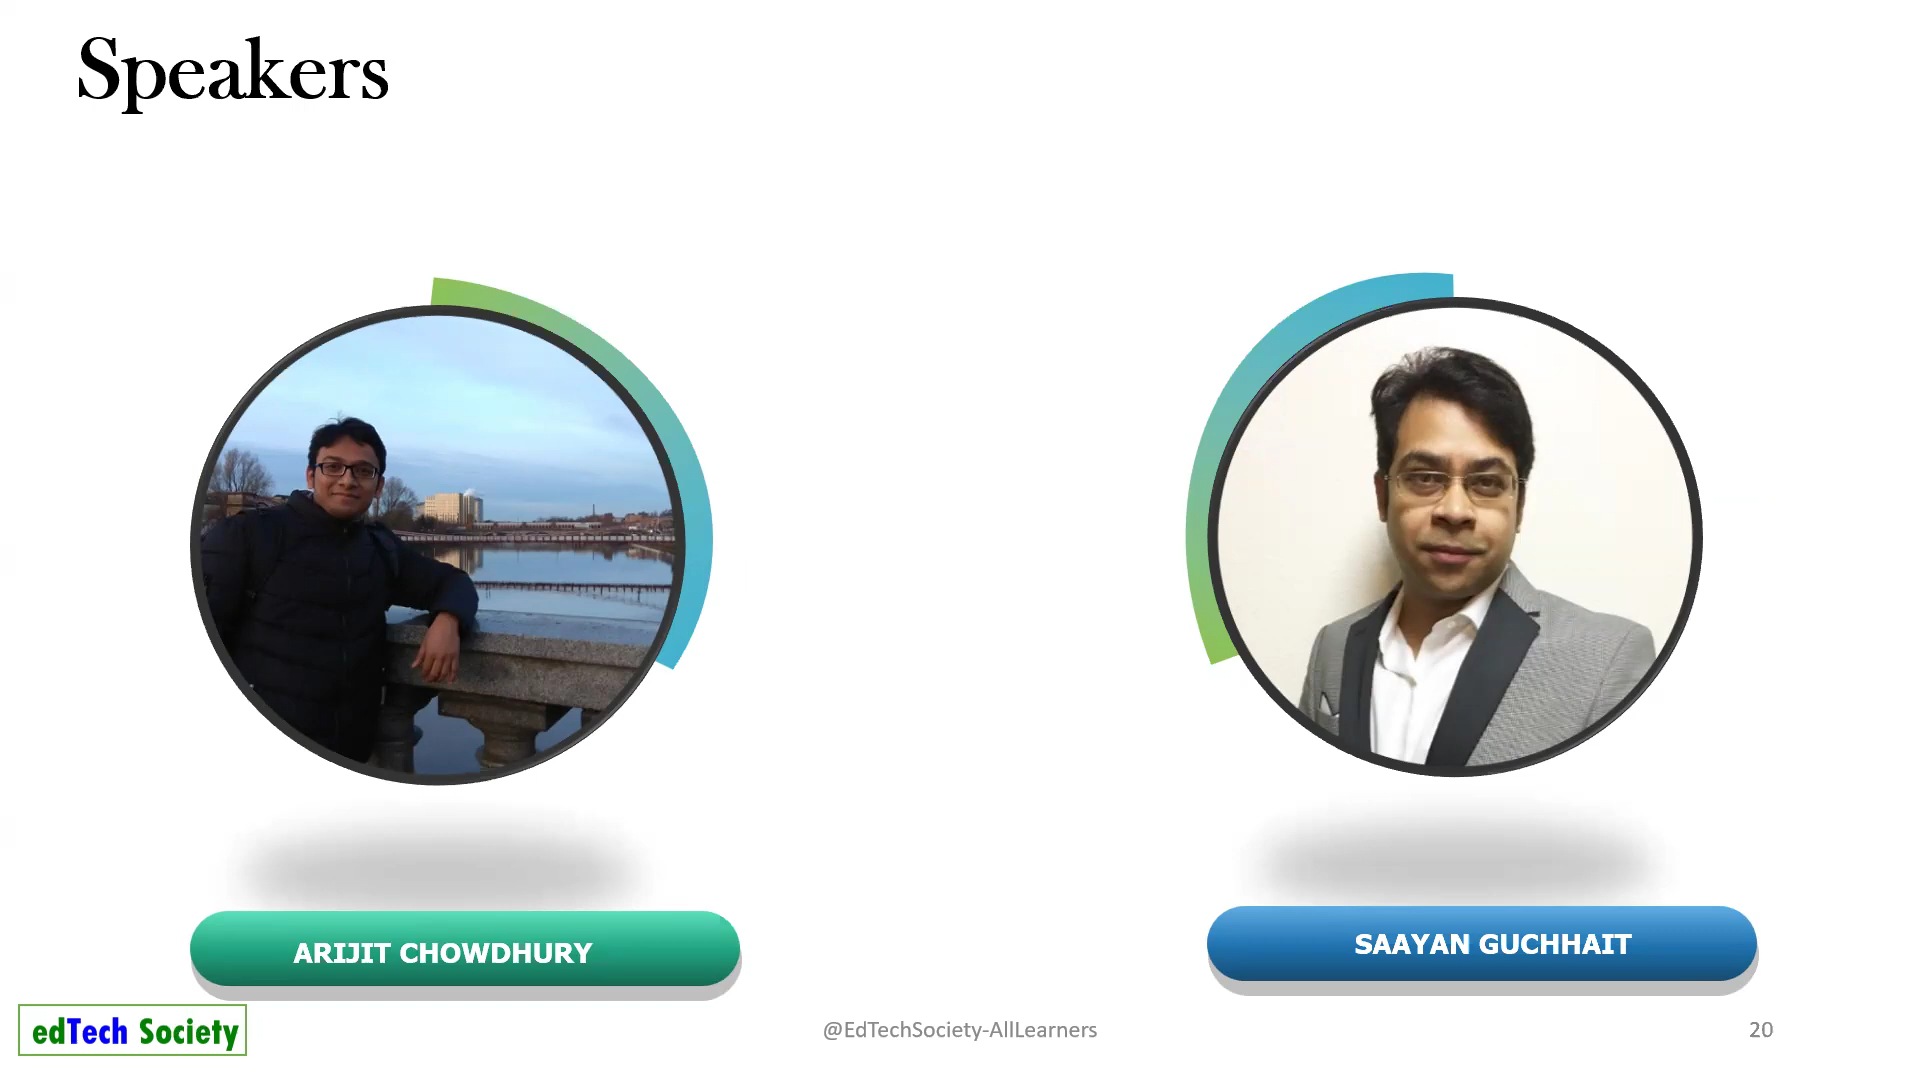 Speakers
ARIJIT CHOWDHURY
SAAYAN GUCHHAIT
edTech Society
@EdTechSociety-AllLearners
20